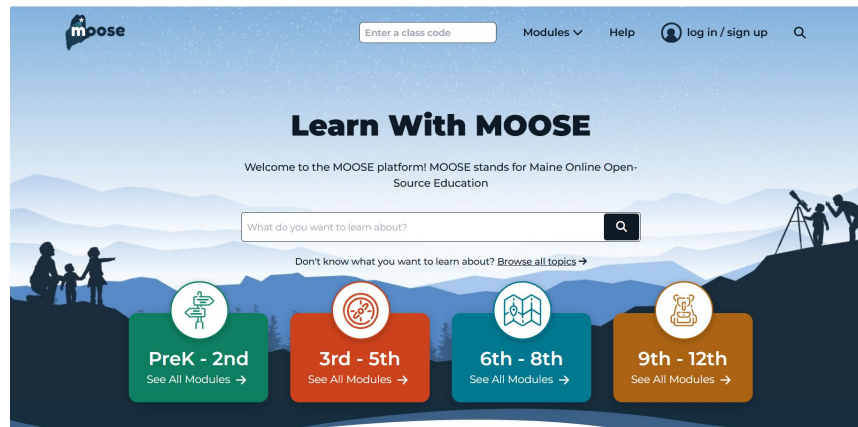 moose
Enter a class code
Modules
Help
log in / sign up
Learn With MOOSE
Welcome to the MOOSE platform! MOOSE stands for Maine Online Open-
Source Education
What do you want to learn about?
Don't know what you want to learn about? Browse all topics →
PreK - 2nd
See All Modules →
3rd - 5th
See All Modules →
6th - 8th
See All Modules →
9th - 12th
See All Modules →